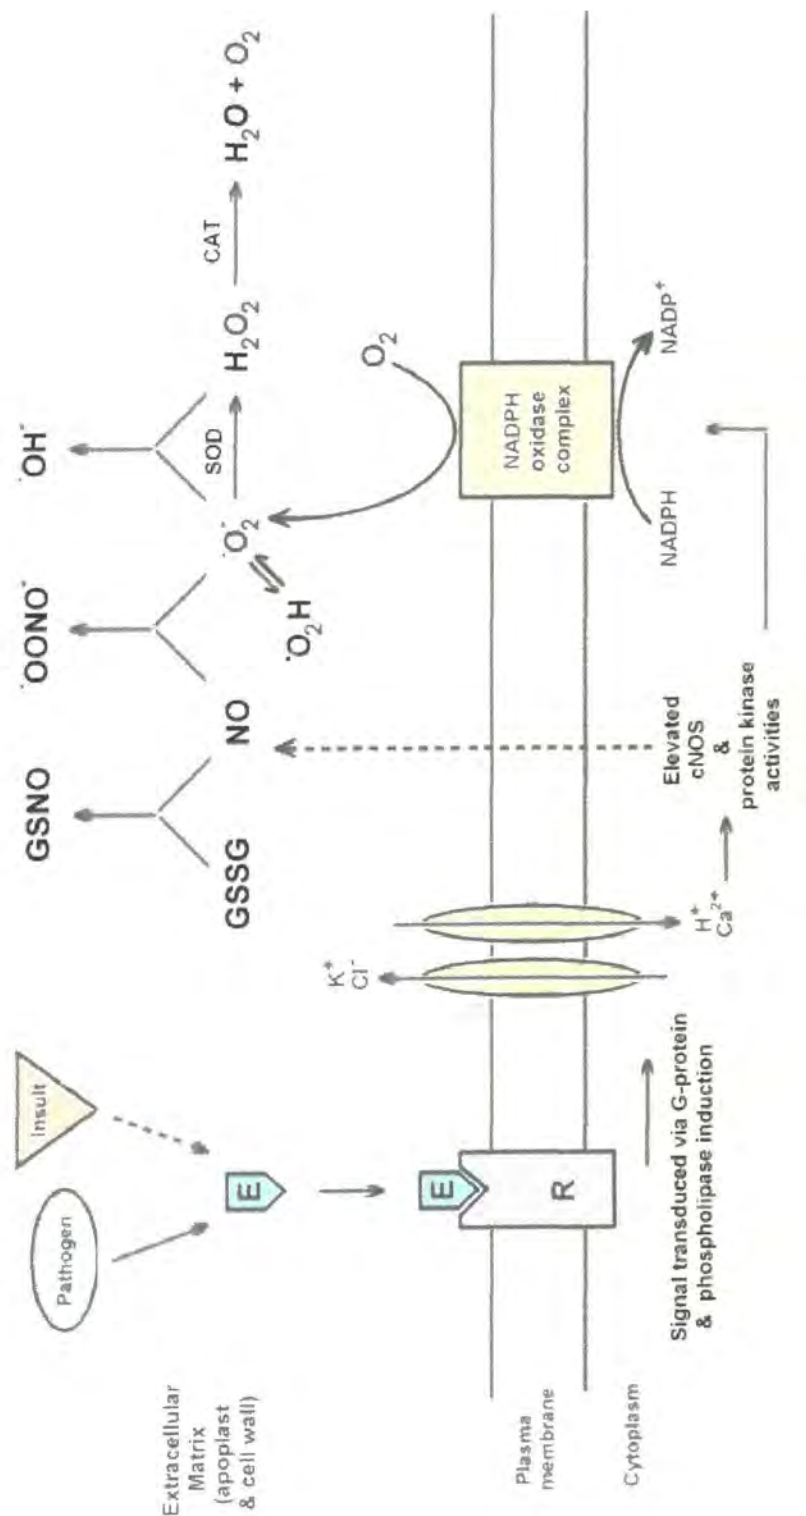 Extracellular
Matrix
(apoplast
& cell wall)
Pathogen
Insult
E
GSNO
·OONO⁻
·OH⁻
GSSG
NO
·O₂⁻
SOD
H₂O₂
CAT
H₂O + O₂
·O₂H
O₂
K⁺
Cl⁻
Plasma
membrane
E
R
NADPH
oxidase
complex
Cytoplasm
Signal transduced via G-protein
& phospholipase induction
H⁺
Ca²⁺
Elevated
cNOS
&
protein kinase
activities
NADPH
NADP⁺